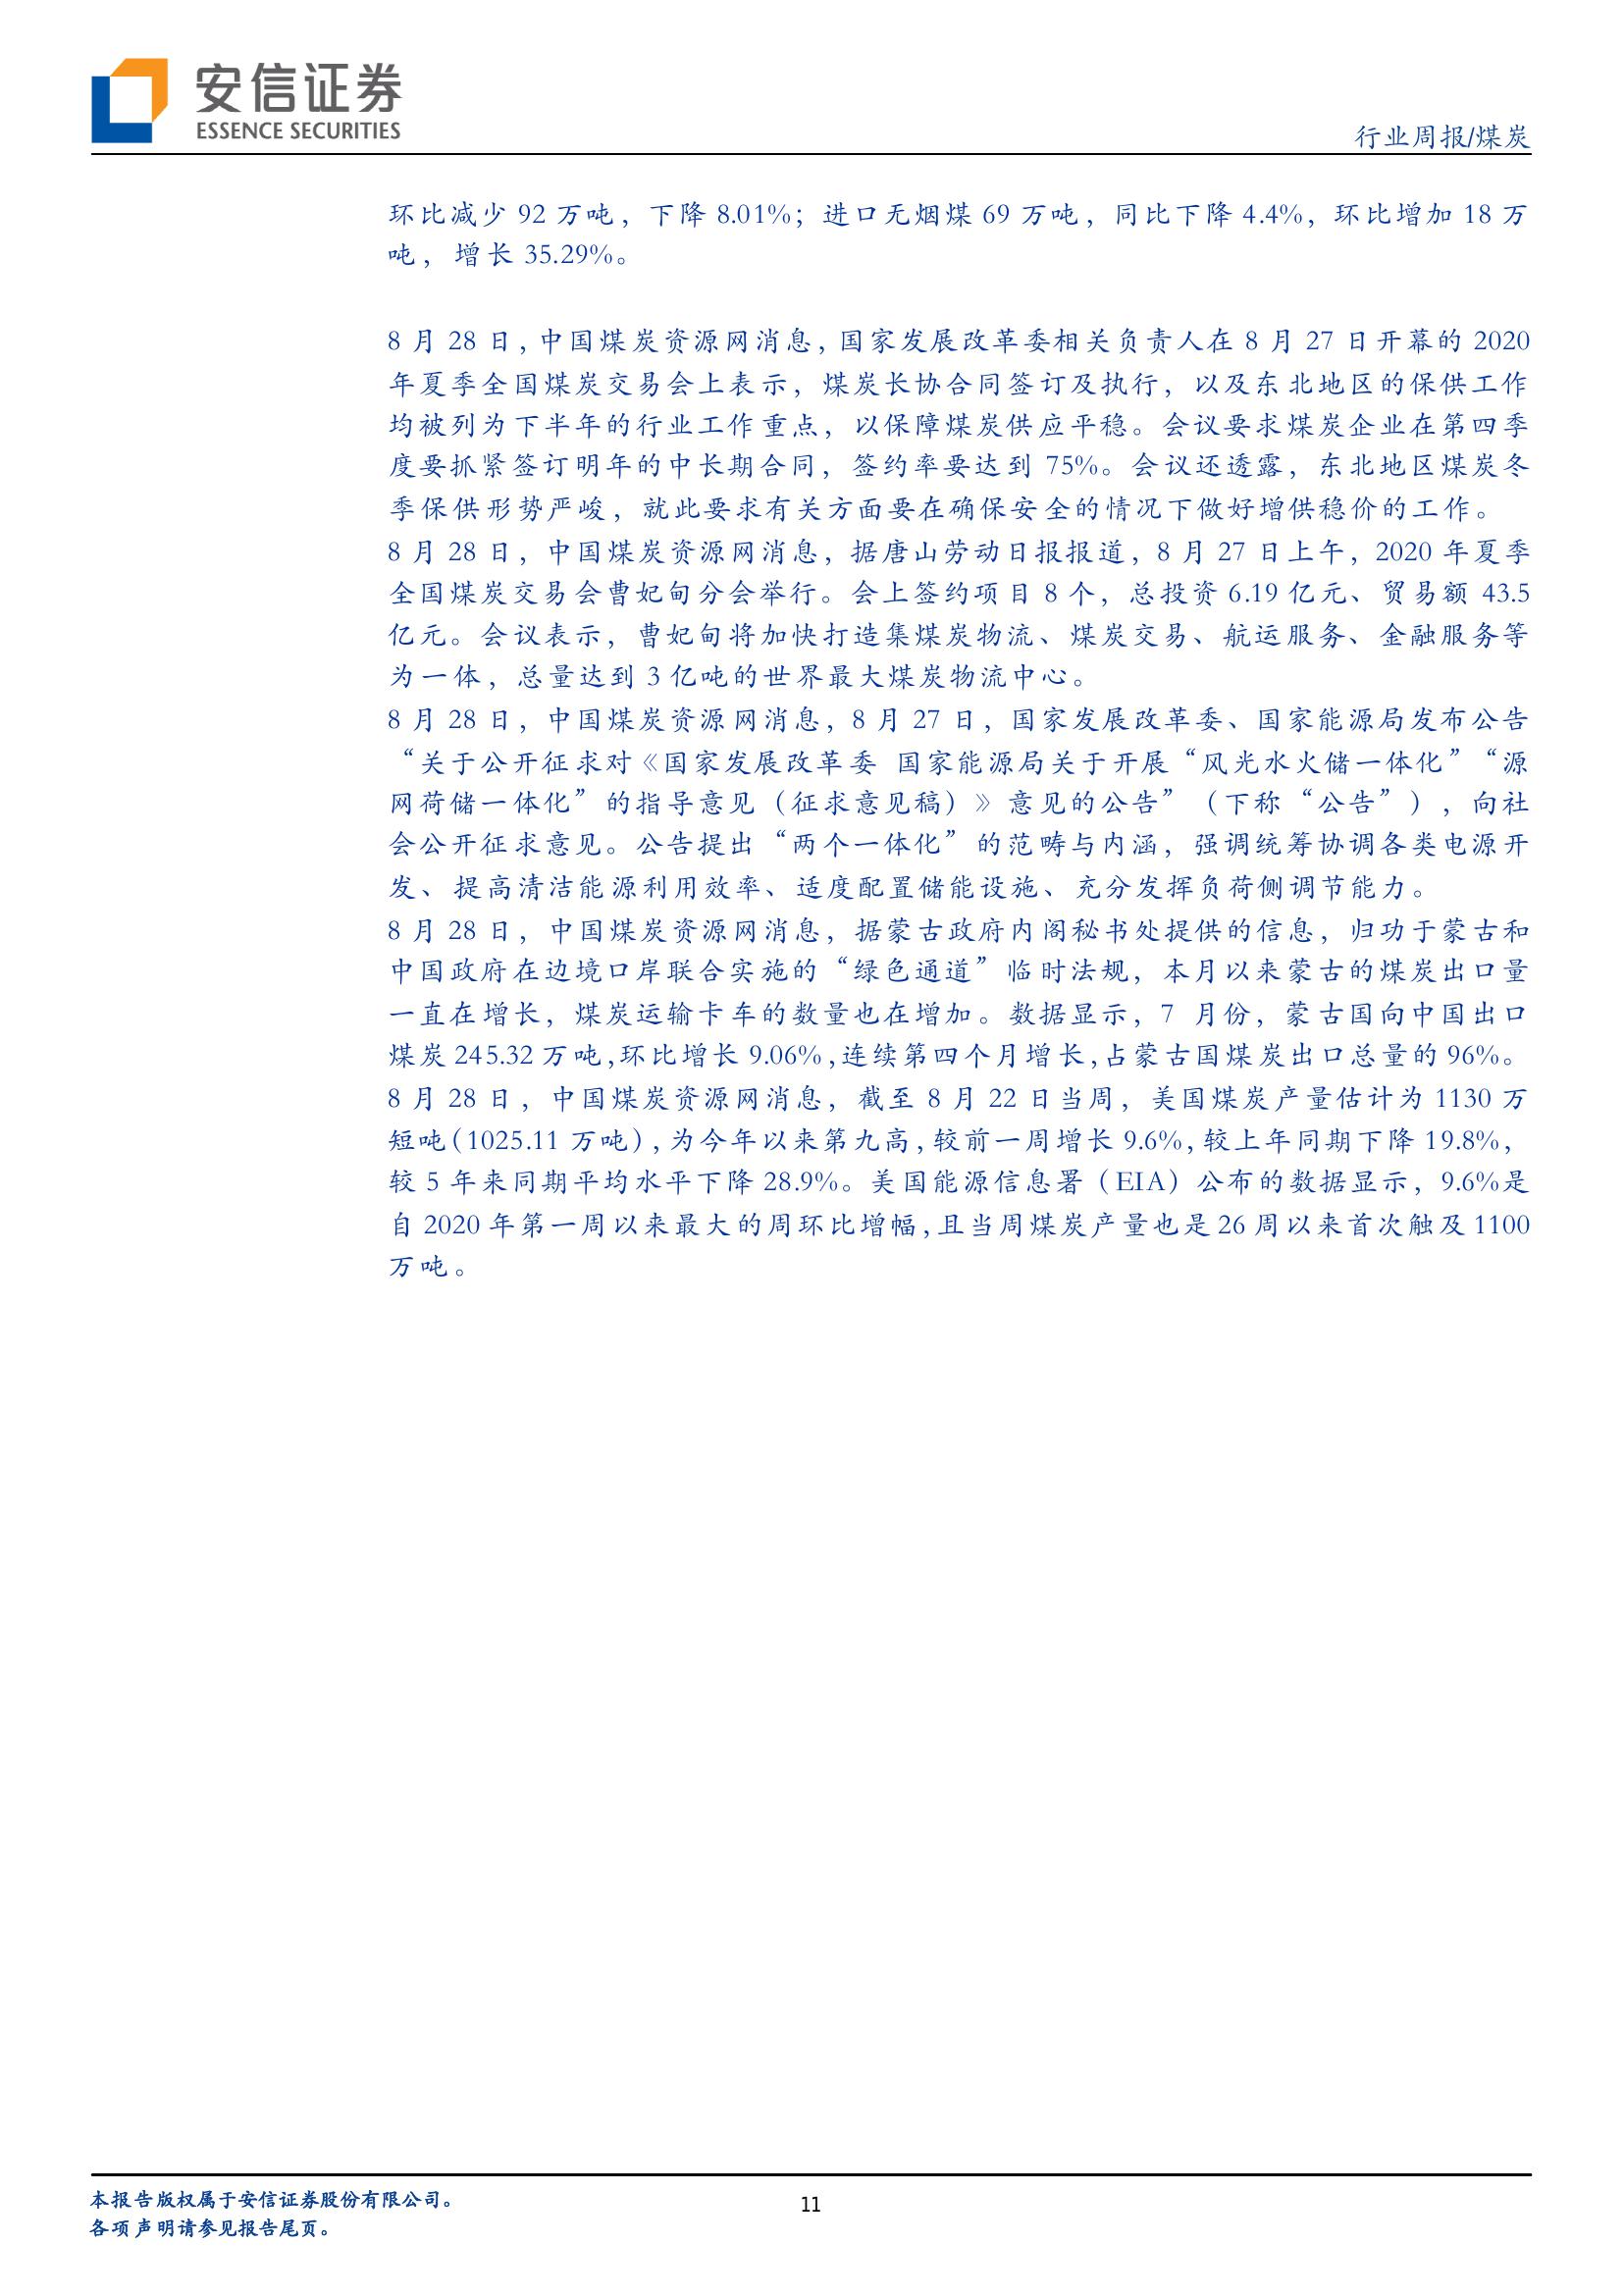 安信证券
ESSENCE SECURITIES
行业周报/煤炭
环比减少 92 万吨，下降 8.01%；进口无烟煤 69 万吨，同比下降 4.4%，环比增加 18 万
吨，增长 35.29%。
8 月 28 日，中国煤炭资源网消息，国家发展改革委相关负责人在 8 月 27 日开幕的 2020
年夏季全国煤炭交易会上表示，煤炭长协合同签订及执行，以及东北地区的保供工作
均被列为下半年的行业工作重点，以保障煤炭供应平稳。会议要求煤炭企业在第四季
度要抓紧签订明年的中长期合同，签约率要达到 75%。会议还透露，东北地区煤炭冬
季保供形势严峻，就此要求有关方面要在确保安全的情况下做好增供稳价的工作。
8 月 28 日，中国煤炭资源网消息，据唐山劳动日报报道，8 月 27 日上午，2020 年夏季
全国煤炭交易会曹妃甸分会举行。会上签约项目 8 个，总投资 6.19 亿元、贸易额 43.5
亿元。会议表示，曹妃甸将加快打造集煤炭物流、煤炭交易、航运服务、金融服务等
为一体，总量达到 3 亿吨的世界最大煤炭物流中心。
8 月 28 日，中国煤炭资源网消息，8 月 27 日，国家发展改革委、国家能源局发布公告
“关于公开征求对《国家发展改革委 国家能源局关于开展“风光水火储一体化”“源
网荷储一体化”的指导意见（征求意见稿）》意见的公告”（下称“公告”），向社
会公开征求意见。公告提出“两个一体化”的范畴与内涵，强调统筹协调各类电源开
发、提高清洁能源利用效率、适度配置储能设施、充分发挥负荷侧调节能力。
8 月 28 日，中国煤炭资源网消息，据蒙古政府内阁秘书处提供的信息，归功于蒙古和
中国政府在边境口岸联合实施的“绿色通道”临时法规，本月以来蒙古的煤炭出口量
一直在增长，煤炭运输卡车的数量也在增加。数据显示，7 月份，蒙古国向中国出口
煤炭 245.32 万吨，环比增长 9.06%，连续第四个月增长，占蒙古国煤炭出口总量的 96%。
8 月 28 日，中国煤炭资源网消息，截至 8 月 22 日当周，美国煤炭产量估计为 1130 万
短吨（1025.11 万吨），为今年以来第九高，较前一周增长 9.6%，较上年同期下降 19.8%，
较 5 年来同期平均水平下降 28.9%。美国能源信息署（EIA）公布的数据显示，9.6%是
自 2020 年第一周以来最大的周环比增幅，且当周煤炭产量也是 26 周以来首次触及 1100
万吨。
本报告版权属于安信证券股份有限公司。
11
各项声明请参见报告尾页。